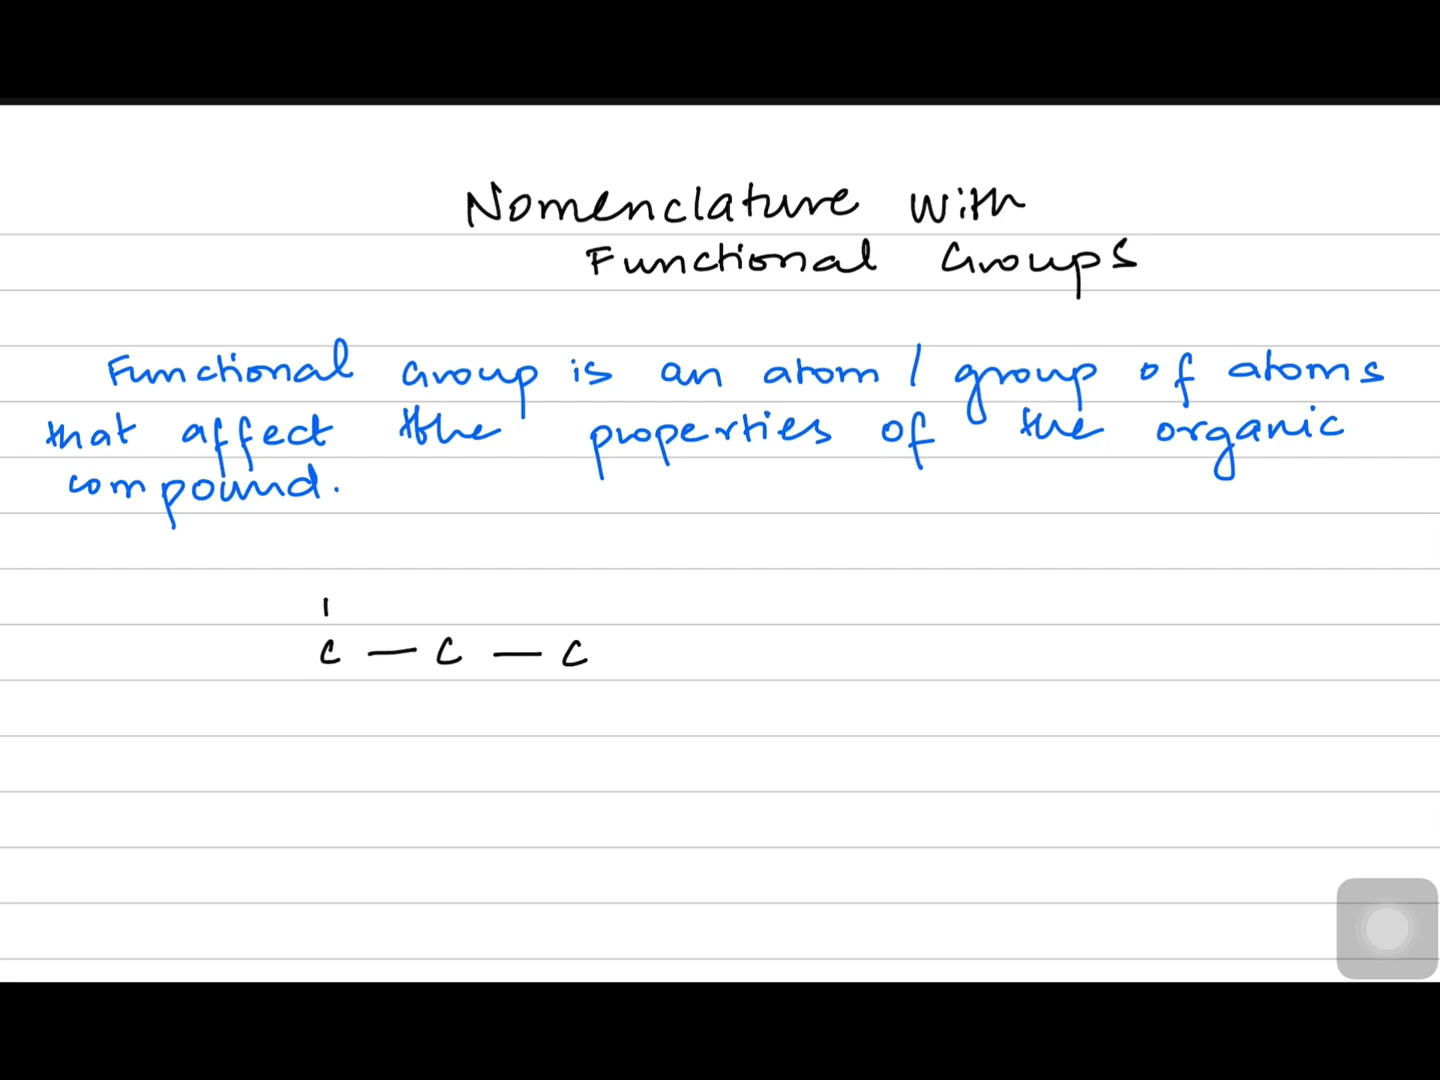 Nomenclature with
Functional Groups
Functional Group is an atom / group of atoms
that affect the properties of the organic
compound.
C — C — C